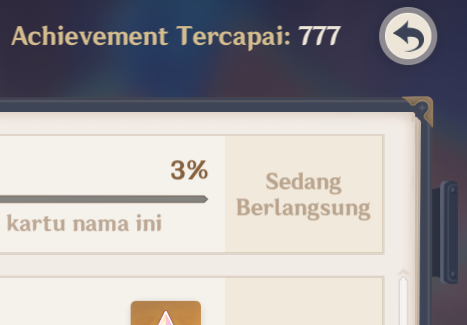 Achievement Tercapai: 777
3%
Sedang
Berlangsung
kartu nama ini